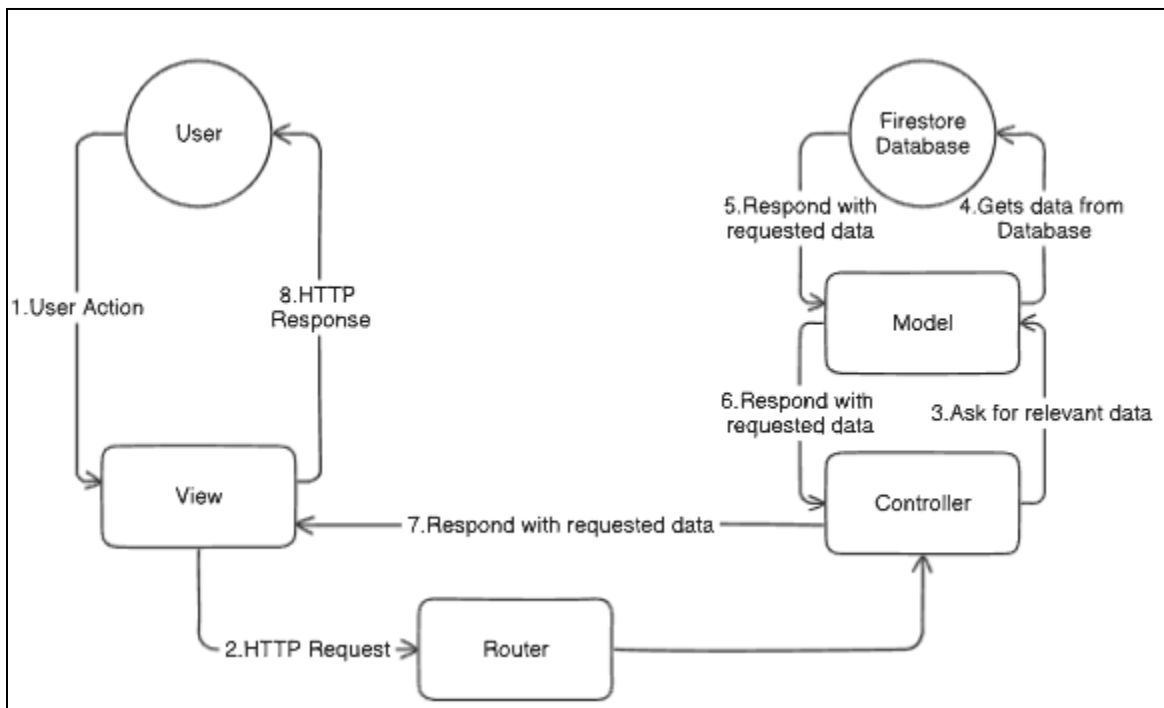 User
Firestore
Database
5.Respond with
requested data
4.Gets data from
Database
1.User Action
8.HTTP
Response
Model
6.Respond with
requested data
3.Ask for relevant data
View
Controller
7.Respond with requested data
2.HTTP Request
Router